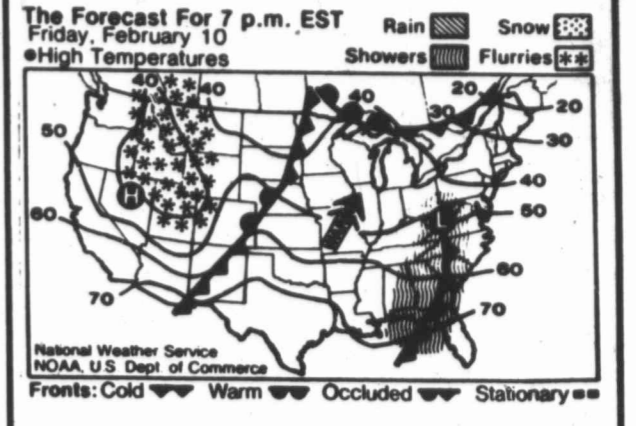 The Forecast For 7 p.m. EST
Friday, February 10
●High Temperatures
Rain Snow
Showers Flurries
40 40 40 20
30 20
50 30
H 40
60 L 50
60
70 70
National Weather Service
NOAA, U.S. Dept. of Commerce
Fronts: Cold Warm Occluded Stationary